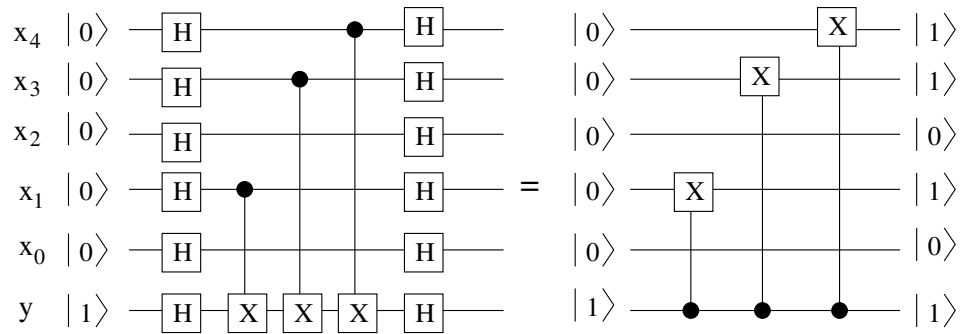 x4 |0⟩ H H |0⟩ X |1⟩
x3 |0⟩ H H |0⟩ X |1⟩
x2 |0⟩ H H |0⟩ |0⟩
x1 |0⟩ H H = |0⟩ X |1⟩
x0 |0⟩ H H |0⟩ |0⟩
y |1⟩ H X X X H |1⟩ |1⟩